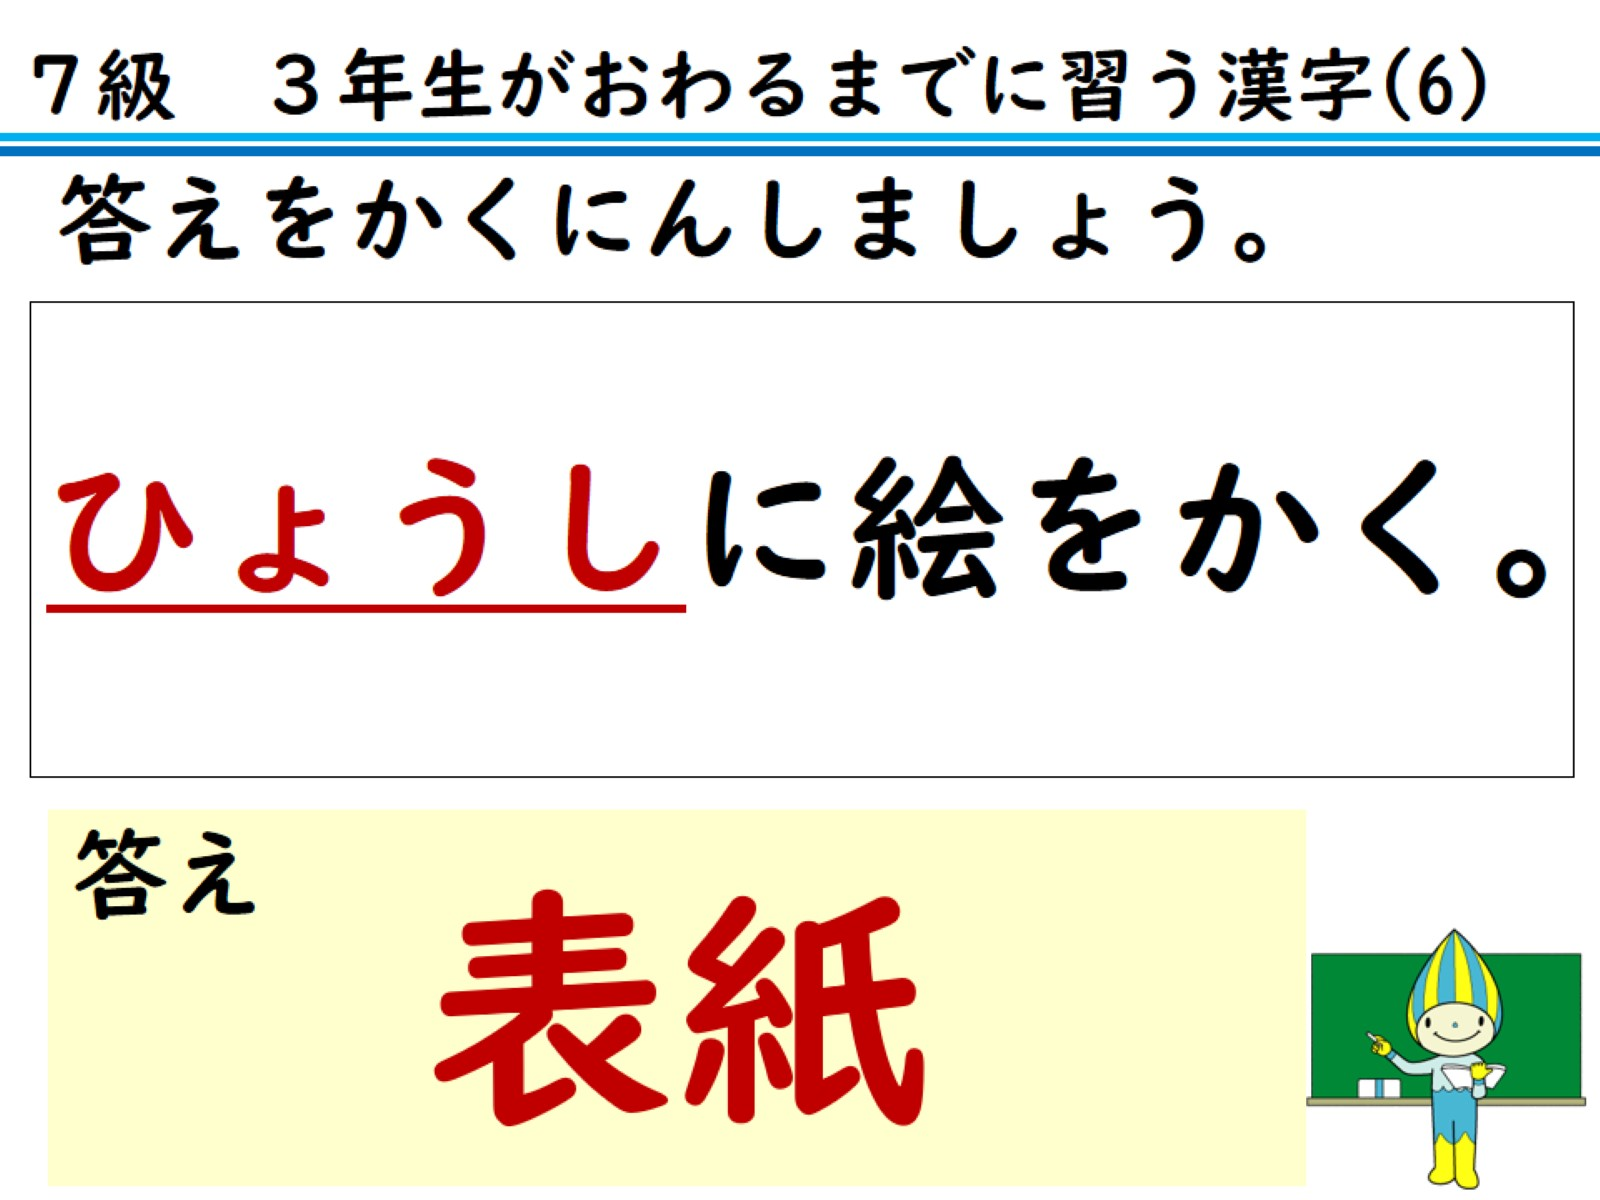 ７級　３年生がおわるまでに習う漢字(6)
答えをかくにんしましょう。
ひょうしに絵をかく。
答え
表紙